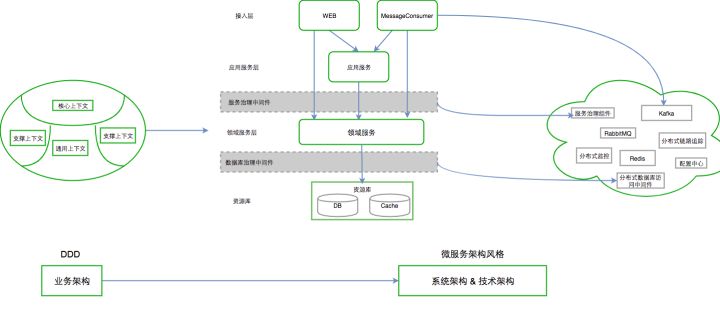 接入层
WEB
MessageConsumer
应用服务层
应用服务
服务治理中间件
领域服务层
领域服务
数据库治理中间件
资源库
资源库
DB
Cache
核心上下文
支撑上下文
支撑上下文
通用上下文
服务治理组件
Kafka
RabbitMQ
分布式链路追踪
分布式监控
Redis
配置中心
分布式数据库访
问中间件
DDD
微服务架构风格
业务架构
系统架构 & 技术架构